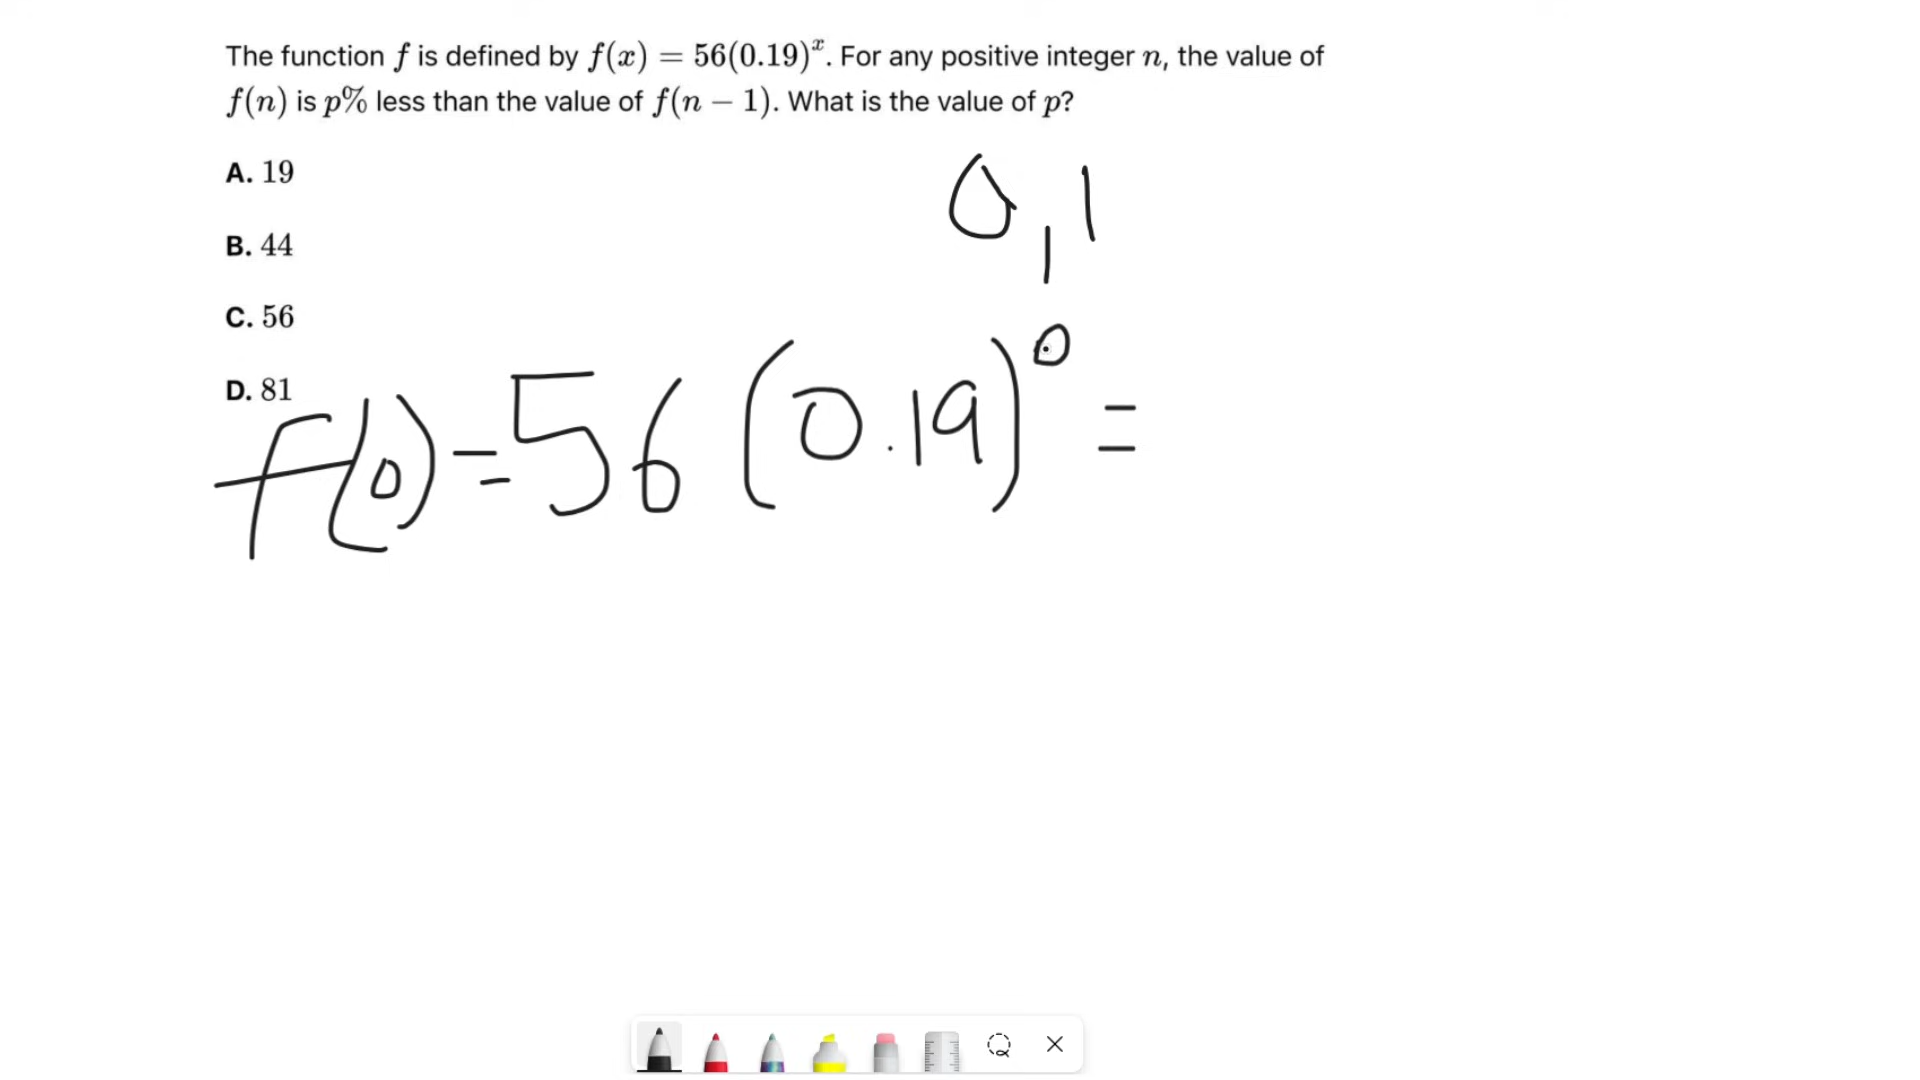 The function f is defined by f(x) = 56(0.19)^x. For any positive integer n, the value of
f(n) is p% less than the value of f(n − 1). What is the value of p?
A. 19
B. 44
C. 56
D. 81
0,1
f(0)=56(0.19)^0 =